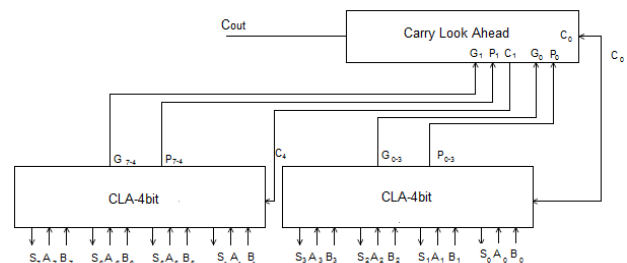 Cout
Carry Look Ahead
C0
G1 P1 C1 G0 P0
C0
G 7-4
P7-4
C4
G0-3
P0-3
CLA-4bit
CLA-4bit
S3 A3 B3
S2 A2 B2
S1 A1 B1
S0 A0 B0